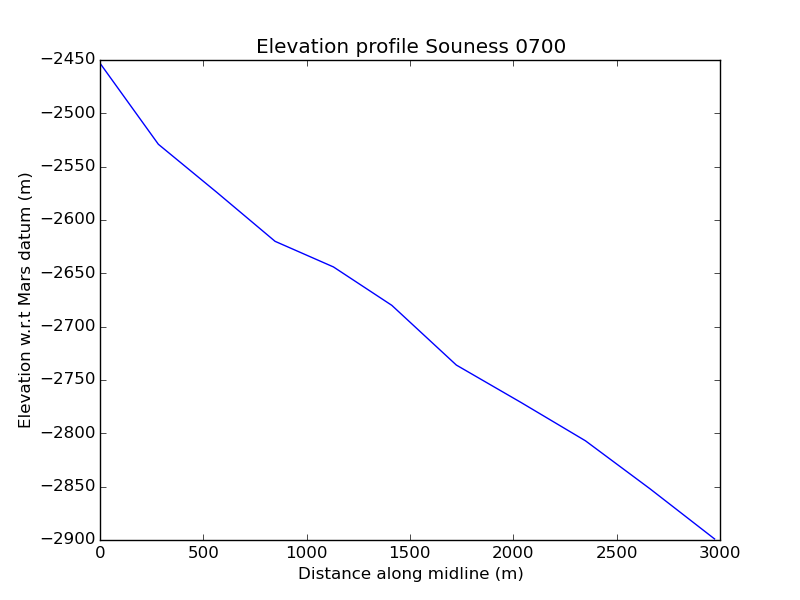 Elevation profile Souness 0700
−2450
−2500
−2550
−2600
−2650
−2700
−2750
−2800
−2850
−2900
Elevation w.r.t Mars datum (m)
0 500 1000 1500 2000 2500 3000
Distance along midline (m)